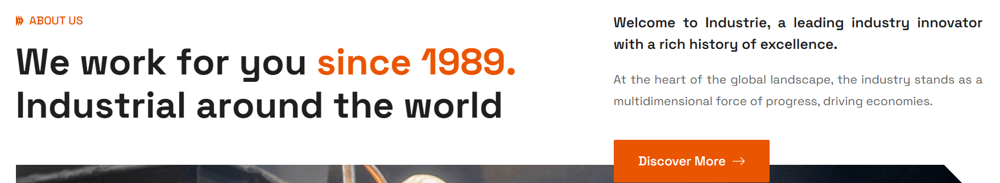 ABOUT US
We work for you since 1989.
Industrial around the world
Welcome to Industrie, a leading industry innovator
with a rich history of excellence.
At the heart of the global landscape, the industry stands as a
multidimensional force of progress, driving economies.
Discover More